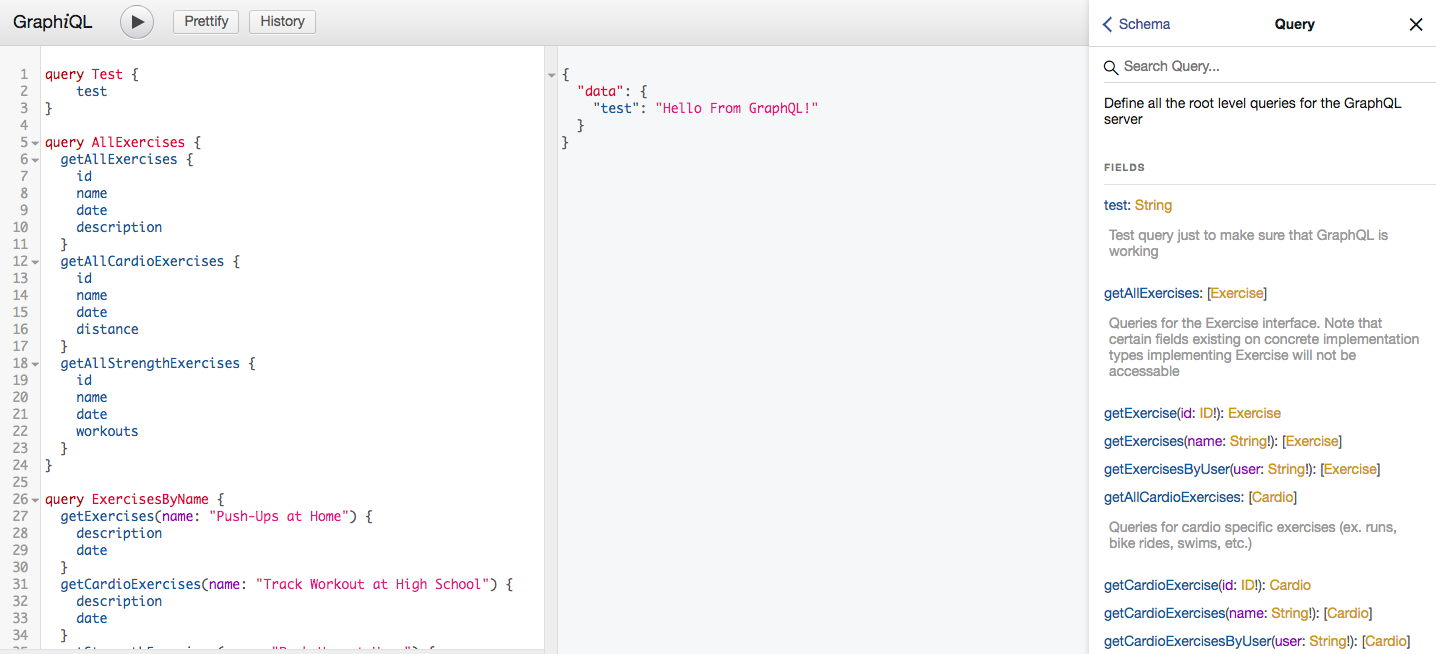 GraphiQL
Prettify
History
1 query Test {
2 test
3 }
4
5 query AllExercises {
6 getAllExercises {
7 id
8 name
9 date
10 description
11 }
12 getAllCardioExercises {
13 id
14 name
15 date
16 distance
17 }
18 getAllStrengthExercises {
19 id
20 name
21 date
22 workouts
23 }
24 }
25
26 query ExercisesByName {
27 getExercises(name: "Push-Ups at Home") {
28 description
29 date
30 }
31 getCardioExercises(name: "Track Workout at High School") {
32 description
33 date
34 }
{
"data": {
"test": "Hello From GraphQL!"
}
}
Schema
Query
Search Query...
Define all the root level queries for the GraphQL
server
FIELDS
test: String
Test query just to make sure that GraphQL is
working
getAllExercises: [Exercise]
Queries for the Exercise interface. Note that
certain fields existing on concrete implementation
types implementing Exercise will not be
accessable
getExercise(id: ID!): Exercise
getExercises(name: String!): [Exercise]
getExercisesByUser(user: String!): [Exercise]
getAllCardioExercises: [Cardio]
Queries for cardio specific exercises (ex. runs,
bike rides, swims, etc.)
getCardioExercise(id: ID!): Cardio
getCardioExercises(name: String!): [Cardio]
getCardioExercisesByUser(user: String!): [Cardio]